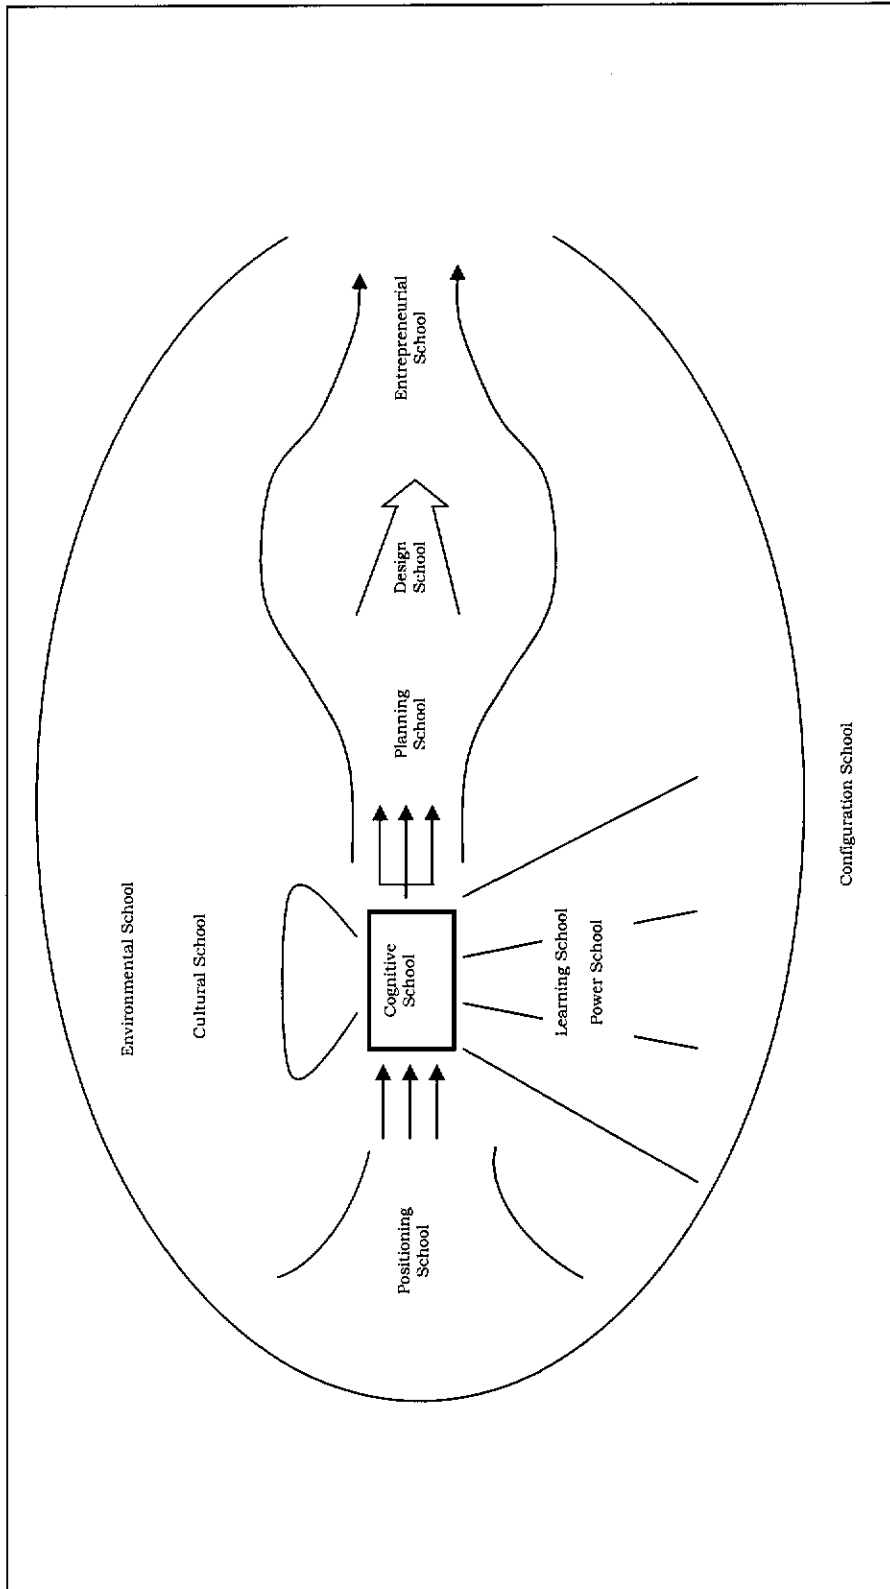 Environmental School
Cultural School
Positioning
School
Cognitive
School
Planning
School
Design
School
Entrepreneurial
School
Learning School
Power School
Configuration School